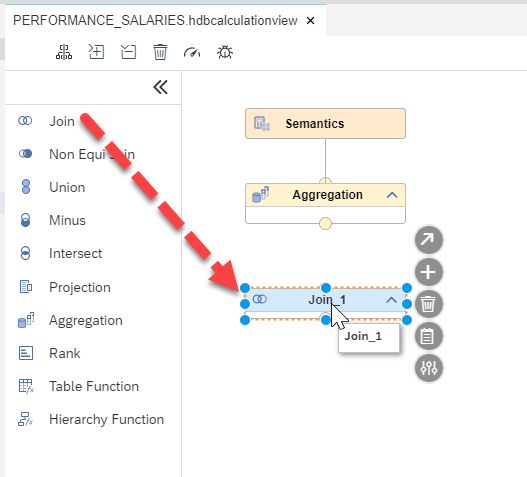 PERFORMANCE_SALARIES.hdbcalculationview
Join
Non Equi Join
Union
Minus
Intersect
Projection
Aggregation
Rank
Table Function
Hierarchy Function
Semantics
Aggregation
Join_1
Join_1